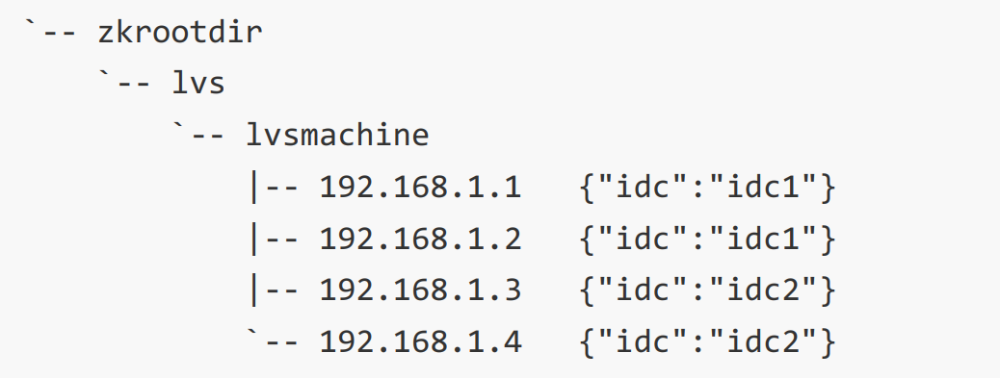 `-- zkrootdir
    `-- lvs
        `-- lvsmachine
            |-- 192.168.1.1   {"idc":"idc1"}
            |-- 192.168.1.2   {"idc":"idc1"}
            |-- 192.168.1.3   {"idc":"idc2"}
            `-- 192.168.1.4   {"idc":"idc2"}